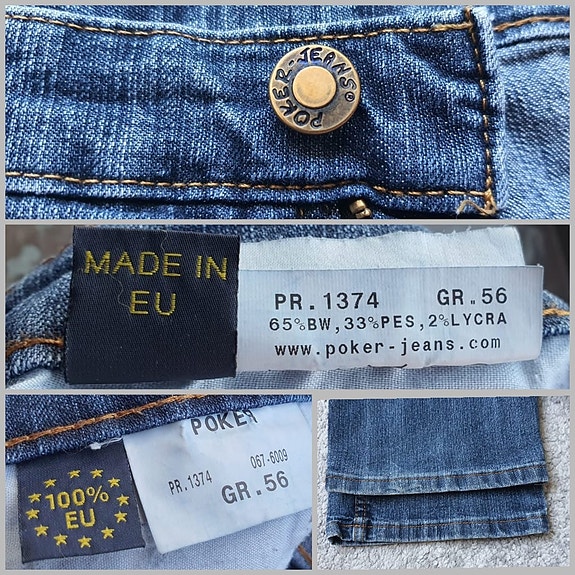 POKER-JEANS®
MADE IN
EU
PR.1374 GR.56
65%BW,33%PES,2%LYCRA
www.poker-jeans.com
100%
EU
POKER
067-6009
PR.1374
GR.56